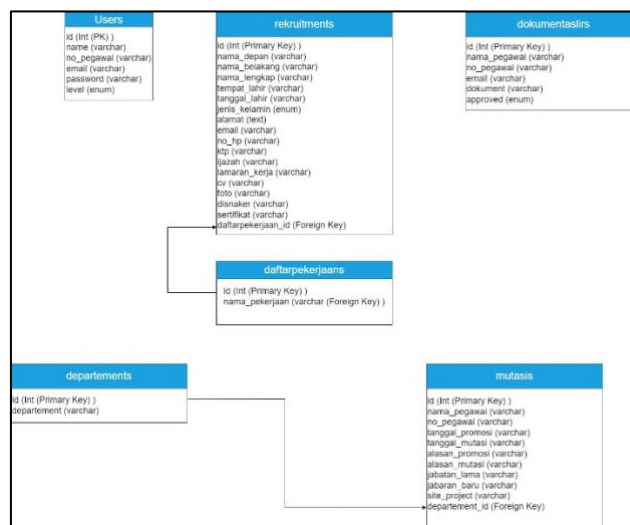 Users
id (Int (PK) )
name (varchar)
no_pegawai (varchar)
email (varchar)
password (varchar)
level (enum)
rekruitments
id (Int (Primary Key) )
nama_depan (varchar)
nama_belakang (varchar)
nama_lengkap (varchar)
tempat_lahir (varchar)
tanggal_lahir (varchar)
jenis_kelamin (enum)
alamat (text)
email (varchar)
no_hp (varchar)
ktp (varchar)
ijazah (varchar)
lamaran_kerja (varchar)
cv (varchar)
foto (varchar)
disnaker (varchar)
sertifikat (varchar)
daftarpekerjaan_id (Foreign Key)
dokumentaslirs
id (Int (Primary Key) )
nama_pegawai (varchar)
no_pegawai (varchar)
email (varchar)
dokument (varchar)
approved (enum)
daftarpekerjaans
id (Int (Primary Key) )
nama_pekerjaan (varchar (Foreign Key) )
departements
id (Int (Primary Key) )
departement (varchar)
mutasis
id (Int (Primary Key) )
nama_pegawai (varchar)
no_pegawai (varchar)
tanggal_promosi (varchar)
tanggal_mutasi (varchar)
alasan_promosi (varchar)
alasan_mutasi (varchar)
jabatan_lama (varchar)
jabaran_baru (varchar)
site_project (varchar)
departement_id (Foreign Key)